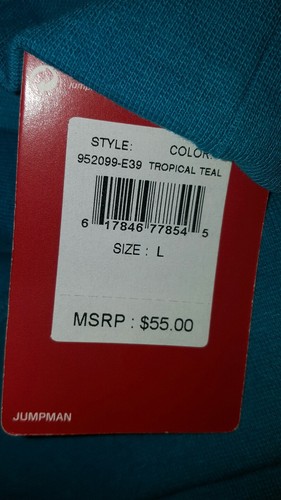 STYLE: COLOR:
952099-E39 TROPICAL TEAL
6 17846 77854 5
SIZE : L
MSRP : $55.00
JUMPMAN